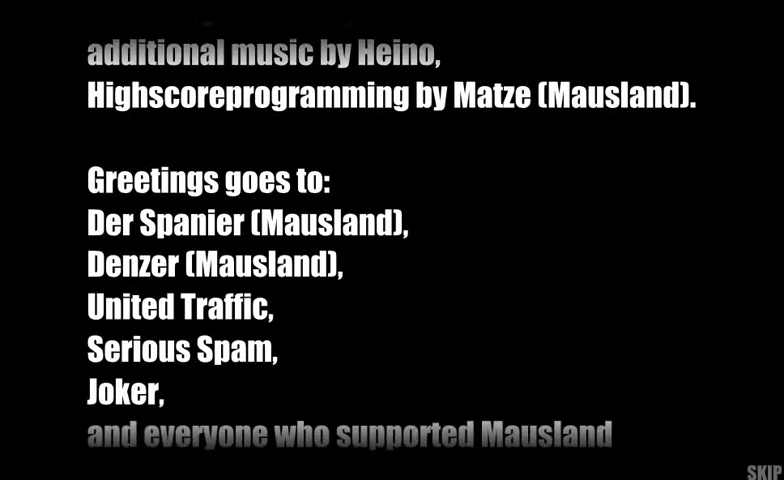 additional music by Heino,
Highscoreprogramming by Matze (Mausland).
Greetings goes to:
Der Spanier (Mausland),
Denzer (Mausland),
United Traffic,
Serious Spam,
Joker,
and everyone who supported Mausland
SKIP